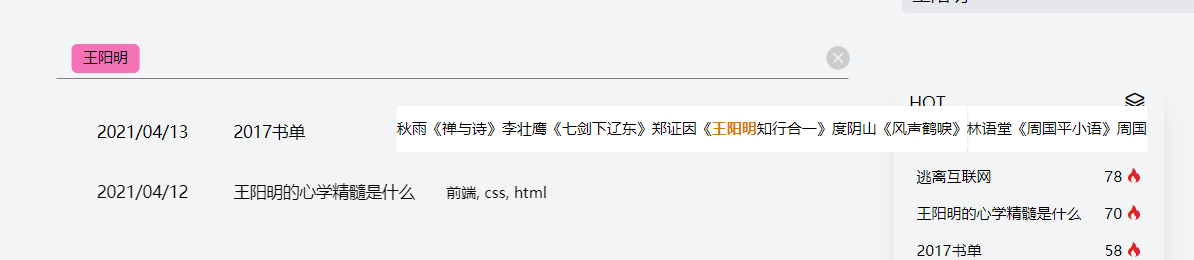 王阳明
HOT
2021/04/13 2017书单 秋雨《禅与诗》李壮鹰《七剑下辽东》郑证因《王阳明知行合一》度阴山《风声鹤唳》林语堂《周国平小语》周国
逃离互联网 78
2021/04/12 王阳明的心学精髓是什么 前端, css, html
王阳明的心学精髓是什么 70
2017书单 58